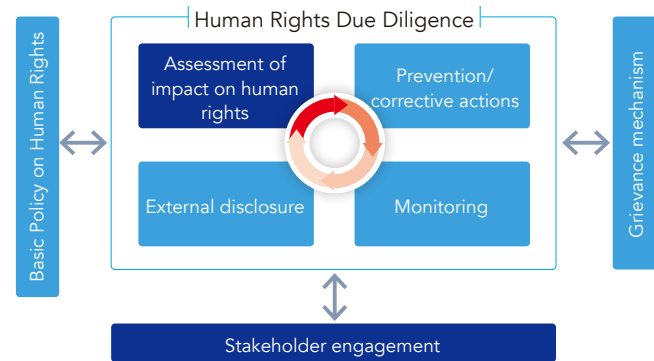 Human Rights Due Diligence
Basic Policy on Human Rights
Assessment of
impact on human
rights
Prevention/
corrective actions
External disclosure
Monitoring
Grievance mechanism
Stakeholder engagement